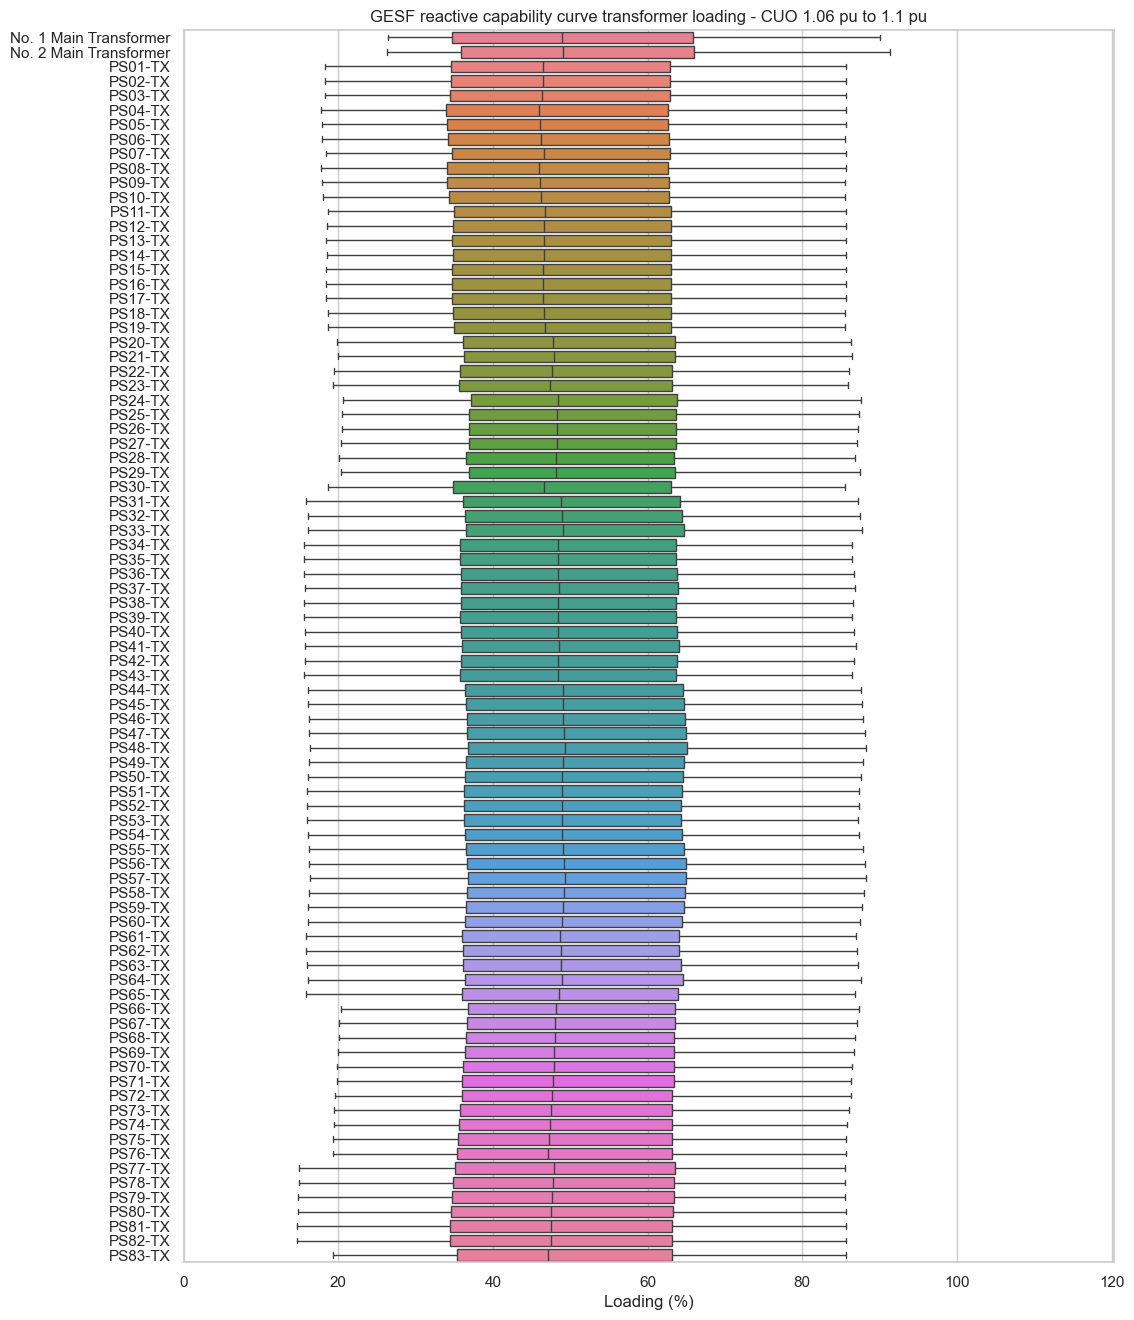 GESF reactive capability curve transformer loading - CUO 1.06 pu to 1.1 pu
No. 1 Main Transformer
No. 2 Main Transformer
PS01-TX
PS02-TX
PS03-TX
PS04-TX
PS05-TX
PS06-TX
PS07-TX
PS08-TX
PS09-TX
PS10-TX
PS11-TX
PS12-TX
PS13-TX
PS14-TX
PS15-TX
PS16-TX
PS17-TX
PS18-TX
PS19-TX
PS20-TX
PS21-TX
PS22-TX
PS23-TX
PS24-TX
PS25-TX
PS26-TX
PS27-TX
PS28-TX
PS29-TX
PS30-TX
PS31-TX
PS32-TX
PS33-TX
PS34-TX
PS35-TX
PS36-TX
PS37-TX
PS38-TX
PS39-TX
PS40-TX
PS41-TX
PS42-TX
PS43-TX
PS44-TX
PS45-TX
PS46-TX
PS47-TX
PS48-TX
PS49-TX
PS50-TX
PS51-TX
PS52-TX
PS53-TX
PS54-TX
PS55-TX
PS56-TX
PS57-TX
PS58-TX
PS59-TX
PS60-TX
PS61-TX
PS62-TX
PS63-TX
PS64-TX
PS65-TX
PS66-TX
PS67-TX
PS68-TX
PS69-TX
PS70-TX
PS71-TX
PS72-TX
PS73-TX
PS74-TX
PS75-TX
PS76-TX
PS77-TX
PS78-TX
PS79-TX
PS80-TX
PS81-TX
PS82-TX
PS83-TX
0 20 40 60 80 100 120
Loading (%)